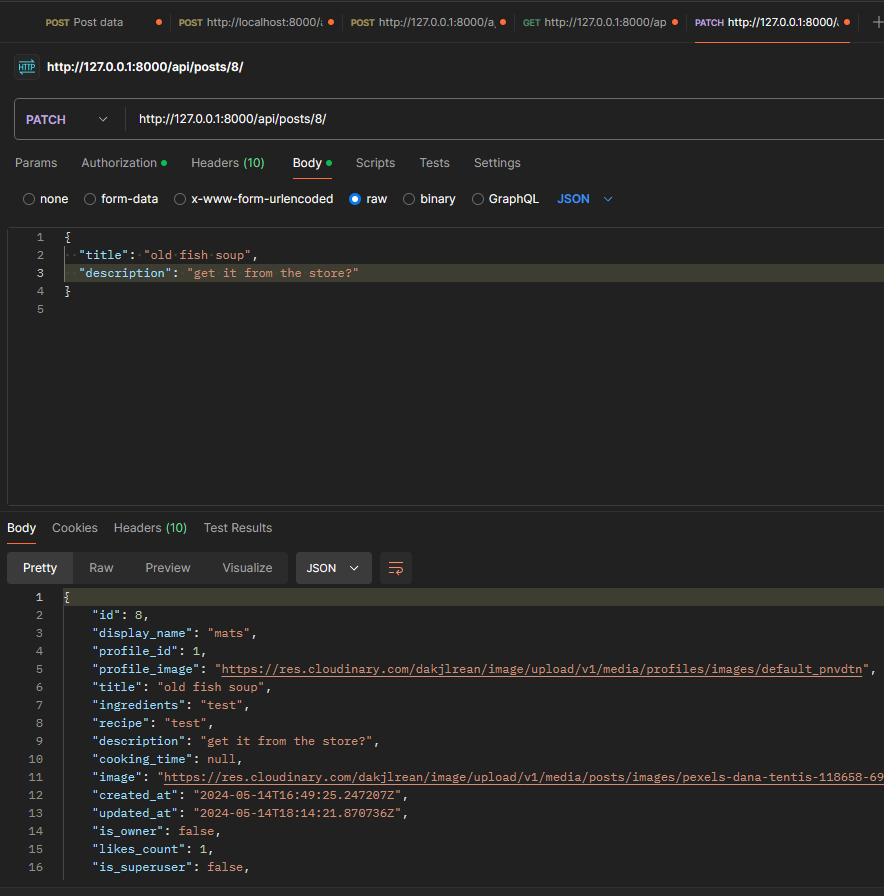 POST Post data POST http://localhost:8000/ POST http://127.0.0.1:8000/a GET http://127.0.0.1:8000/ap PATCH http://127.0.0.1:8000/ +
HTTP http://127.0.0.1:8000/api/posts/8/
PATCH http://127.0.0.1:8000/api/posts/8/
Params Authorization Headers (10) Body Scripts Tests Settings
none form-data x-www-form-urlencoded raw binary GraphQL JSON
1 {
2 "title": "old fish soup",
3 "description": "get it from the store?"
4 }
5
Body Cookies Headers (10) Test Results
Pretty Raw Preview Visualize JSON
1 {
2 "id": 8,
3 "display_name": "mats",
4 "profile_id": 1,
5 "profile_image": "https://res.cloudinary.com/dakjlrean/image/upload/v1/media/profiles/images/default_pnvdtn",
6 "title": "old fish soup",
7 "ingredients": "test",
8 "recipe": "test",
9 "description": "get it from the store?",
10 "cooking_time": null,
11 "image": "https://res.cloudinary.com/dakjlrean/image/upload/v1/media/posts/images/pexels-dana-tentis-118658-69
12 "created_at": "2024-05-14T16:49:25.247207Z",
13 "updated_at": "2024-05-14T18:14:21.870736Z",
14 "is_owner": false,
15 "likes_count": 1,
16 "is_superuser": false,